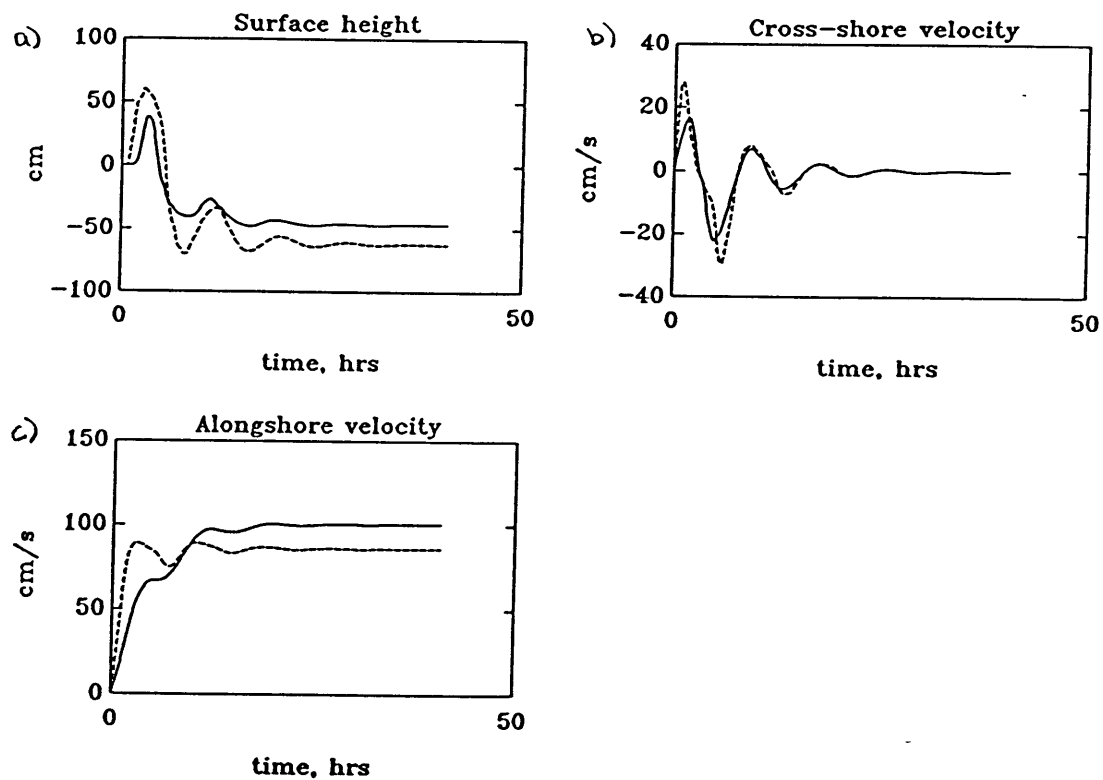 a)
Surface height
100
50
0
−50
−100
cm
0
50
time, hrs
b)
Cross−shore velocity
40
20
0
−20
−40
cm/s
0
50
time, hrs
c)
Alongshore velocity
150
100
50
0
cm/s
0
50
time, hrs